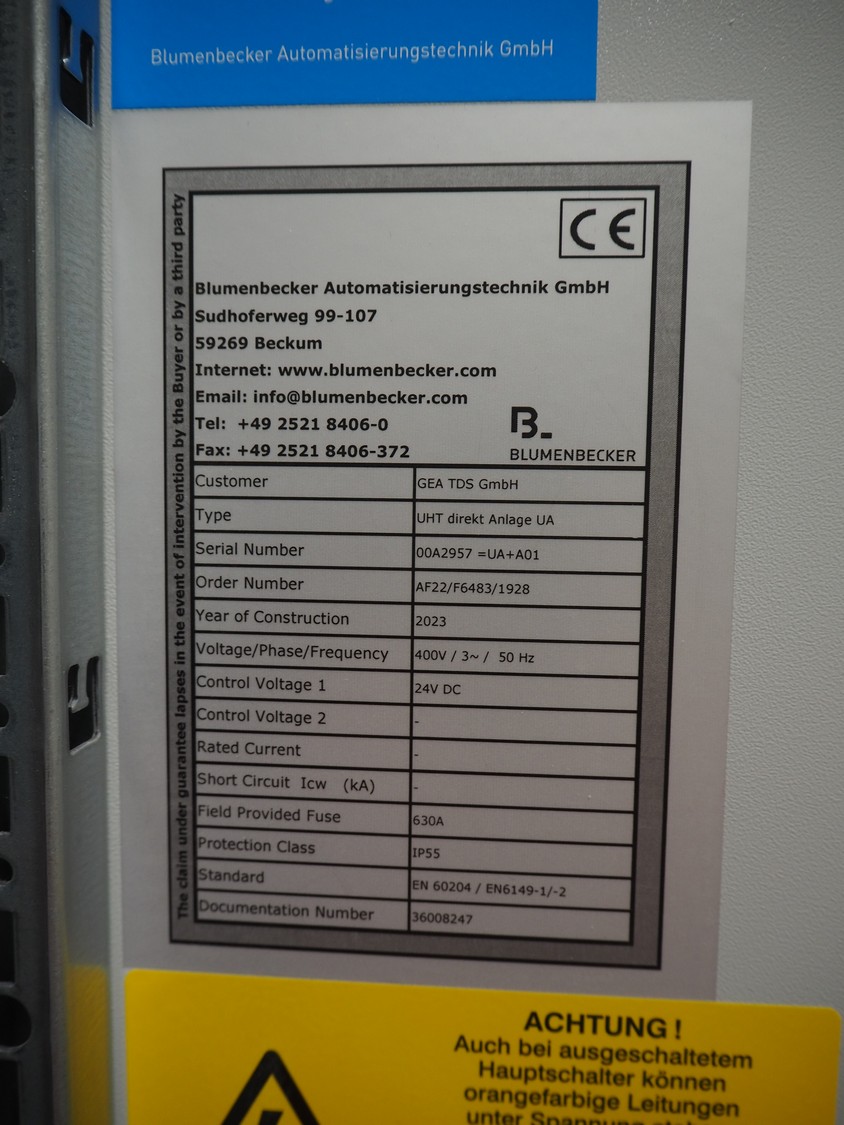 Blumenbecker Automatisierungstechnik GmbH
The claim under guarantee lapses in the event of intervention by the Buyer or by a third party
CE
Blumenbecker Automatisierungstechnik GmbH
Sudhoferweg 99-107
59269 Beckum
Internet: www.blumenbecker.com
Email: info@blumenbecker.com
Tel: +49 2521 8406-0
Fax: +49 2521 8406-372
B_
BLUMENBECKER
Customer GEA TDS GmbH
Type UHT direkt Anlage UA
Serial Number 00A2957 =UA+A01
Order Number AF22/F6483/1928
Year of Construction 2023
Voltage/Phase/Frequency 400V / 3~ / 50 Hz
Control Voltage 1 24V DC
Control Voltage 2 -
Rated Current -
Short Circuit Icw (kA) -
Field Provided Fuse 630A
Protection Class IP55
Standard EN 60204 / EN6149-1/-2
Documentation Number 36008247
ACHTUNG !
Auch bei ausgeschaltetem
Hauptschalter können
orangefarbige Leitungen
unter Spannung